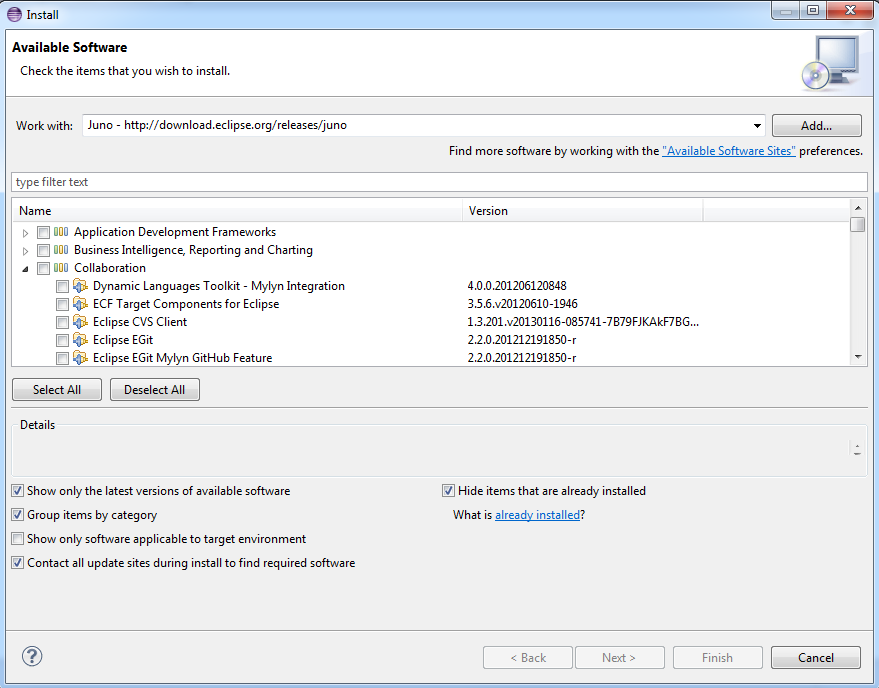 Install
Available Software
Check the items that you wish to install.
Work with: Juno - http://download.eclipse.org/releases/juno Add...
Find more software by working with the "Available Software Sites" preferences.
type filter text
Name Version
Application Development Frameworks
Business Intelligence, Reporting and Charting
Collaboration
Dynamic Languages Toolkit - Mylyn Integration 4.0.0.201206120848
ECF Target Components for Eclipse 3.5.6.v20120610-1946
Eclipse CVS Client 1.3.201.v20130116-085741-7B79FJKAkF7BG...
Eclipse EGit 2.2.0.201212191850-r
Eclipse EGit Mylyn GitHub Feature 2.2.0.201212191850-r
Select All Deselect All
Details
Show only the latest versions of available software Hide items that are already installed
Group items by category What is already installed?
Show only software applicable to target environment
Contact all update sites during install to find required software
? < Back Next > Finish Cancel